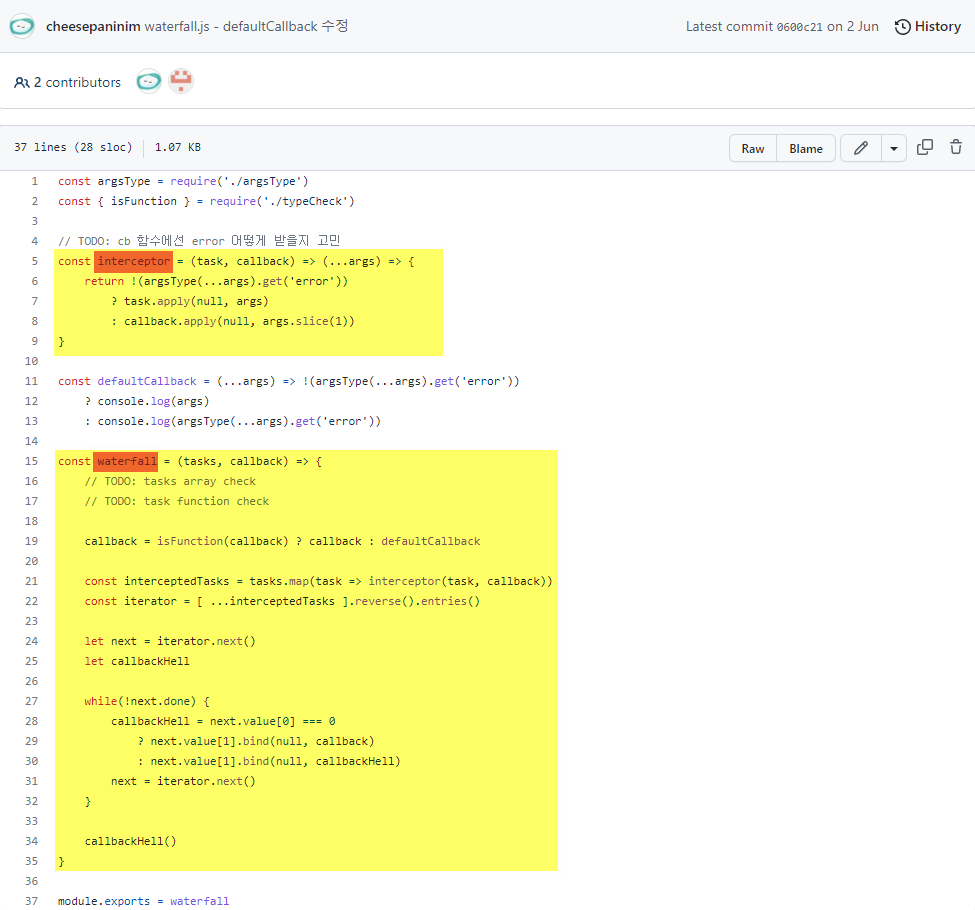 cheesepaninim waterfall.js - defaultCallback 수정 Latest commit 0600c21 on 2 Jun History
2 contributors
37 lines (28 sloc) 1.07 KB Raw Blame
1 const argsType = require('./argsType')
2 const { isFunction } = require('./typeCheck')
3
4 // TODO: cb 함수에선 error 어떻게 받을지 고민
5 const interceptor = (task, callback) => (...args) => {
6 return !(argsType(...args).get('error'))
7 ? task.apply(null, args)
8 : callback.apply(null, args.slice(1))
9 }
10
11 const defaultCallback = (...args) => !(argsType(...args).get('error'))
12 ? console.log(args)
13 : console.log(argsType(...args).get('error'))
14
15 const waterfall = (tasks, callback) => {
16 // TODO: tasks array check
17 // TODO: task function check
18
19 callback = isFunction(callback) ? callback : defaultCallback
20
21 const interceptedTasks = tasks.map(task => interceptor(task, callback))
22 const iterator = [ ...interceptedTasks ].reverse().entries()
23
24 let next = iterator.next()
25 let callbackHell
26
27 while(!next.done) {
28 callbackHell = next.value[0] === 0
29 ? next.value[1].bind(null, callback)
30 : next.value[1].bind(null, callbackHell)
31 next = iterator.next()
32 }
33
34 callbackHell()
35 }
36
37 module.exports = waterfall